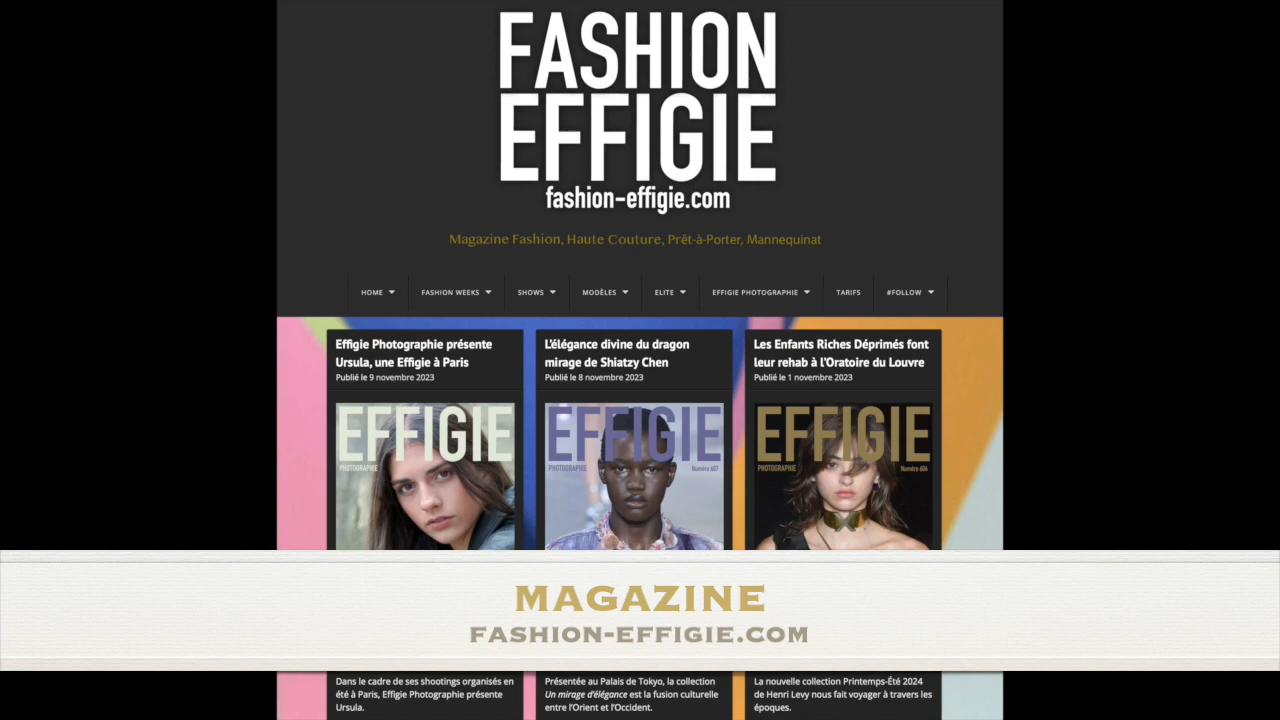 FASHION
EFFIGIE
fashion-effigie.com
Magazine Fashion, Haute Couture, Prêt-à-Porter, Mannequinat
HOME FASHION WEEKS SHOWS MODÈLES ELITE EFFIGIE PHOTOGRAPHIE TARIFS #FOLLOW
Effigie Photographie présente
Ursula, une Effigie à Paris
Publié le 9 novembre 2023
EFFIGIE
PHOTOGRAPHIE
Dans le cadre de ses shootings organisés en
été à Paris, Effigie Photographie présente
Ursula.
L'élégance divine du dragon
mirage de Shiatzy Chen
Publié le 8 novembre 2023
EFFIGIE
PHOTOGRAPHIE Numéro 607
Présentée au Palais de Tokyo, la collection
Un mirage d'élégance est la fusion culturelle
entre l'Orient et l'Occident.
Les Enfants Riches Déprimés font
leur rehab à l'Oratoire du Louvre
Publié le 1 novembre 2023
EFFIGIE
PHOTOGRAPHIE Numéro 606
La nouvelle collection Printemps-Été 2024
de Henri Levy nous fait voyager à travers les
époques.
MAGAZINE
FASHION-EFFIGIE.COM